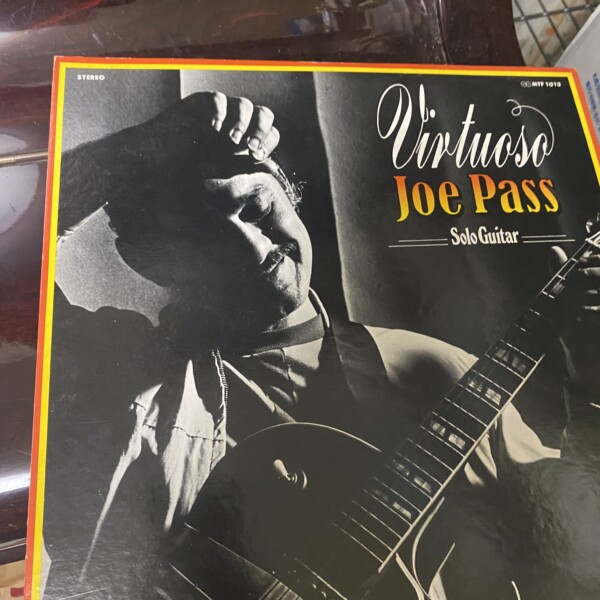 STEREO
MTF 1015
Virtuoso
Joe Pass
Solo Guitar